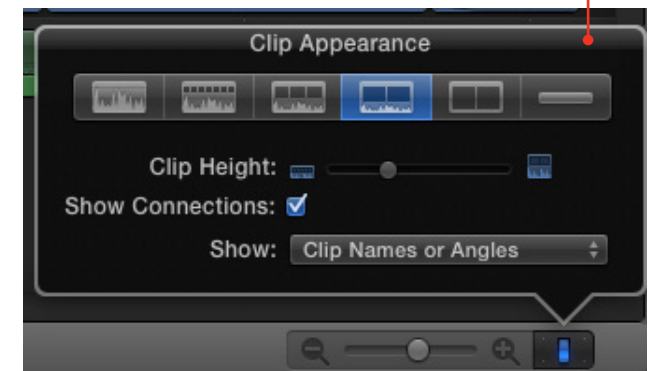 Clip Appearance
Clip Height:
Show Connections:
Show: Clip Names or Angles